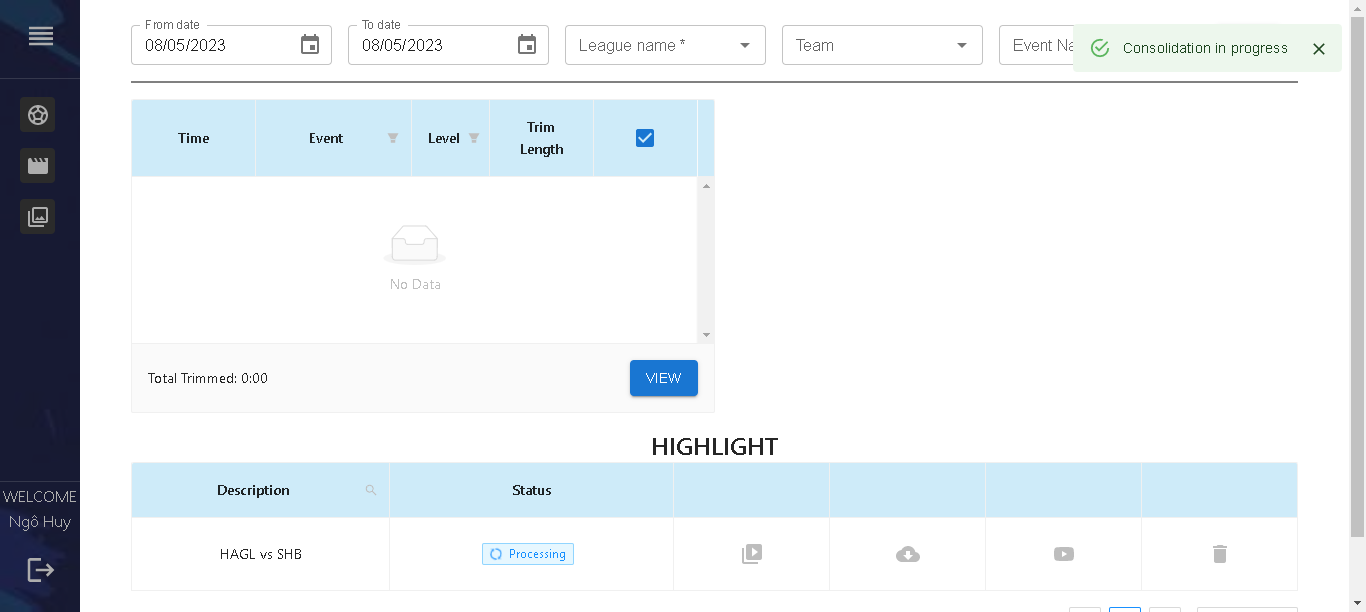 From date
08/05/2023
To date
08/05/2023
League name *
Team
Event Na
Consolidation in progress
Time
Event
Level
Trim
Length
No Data
Total Trimmed: 0:00
VIEW
HIGHLIGHT
Description
Status
HAGL vs SHB
Processing
WELCOME
Ngô Huy